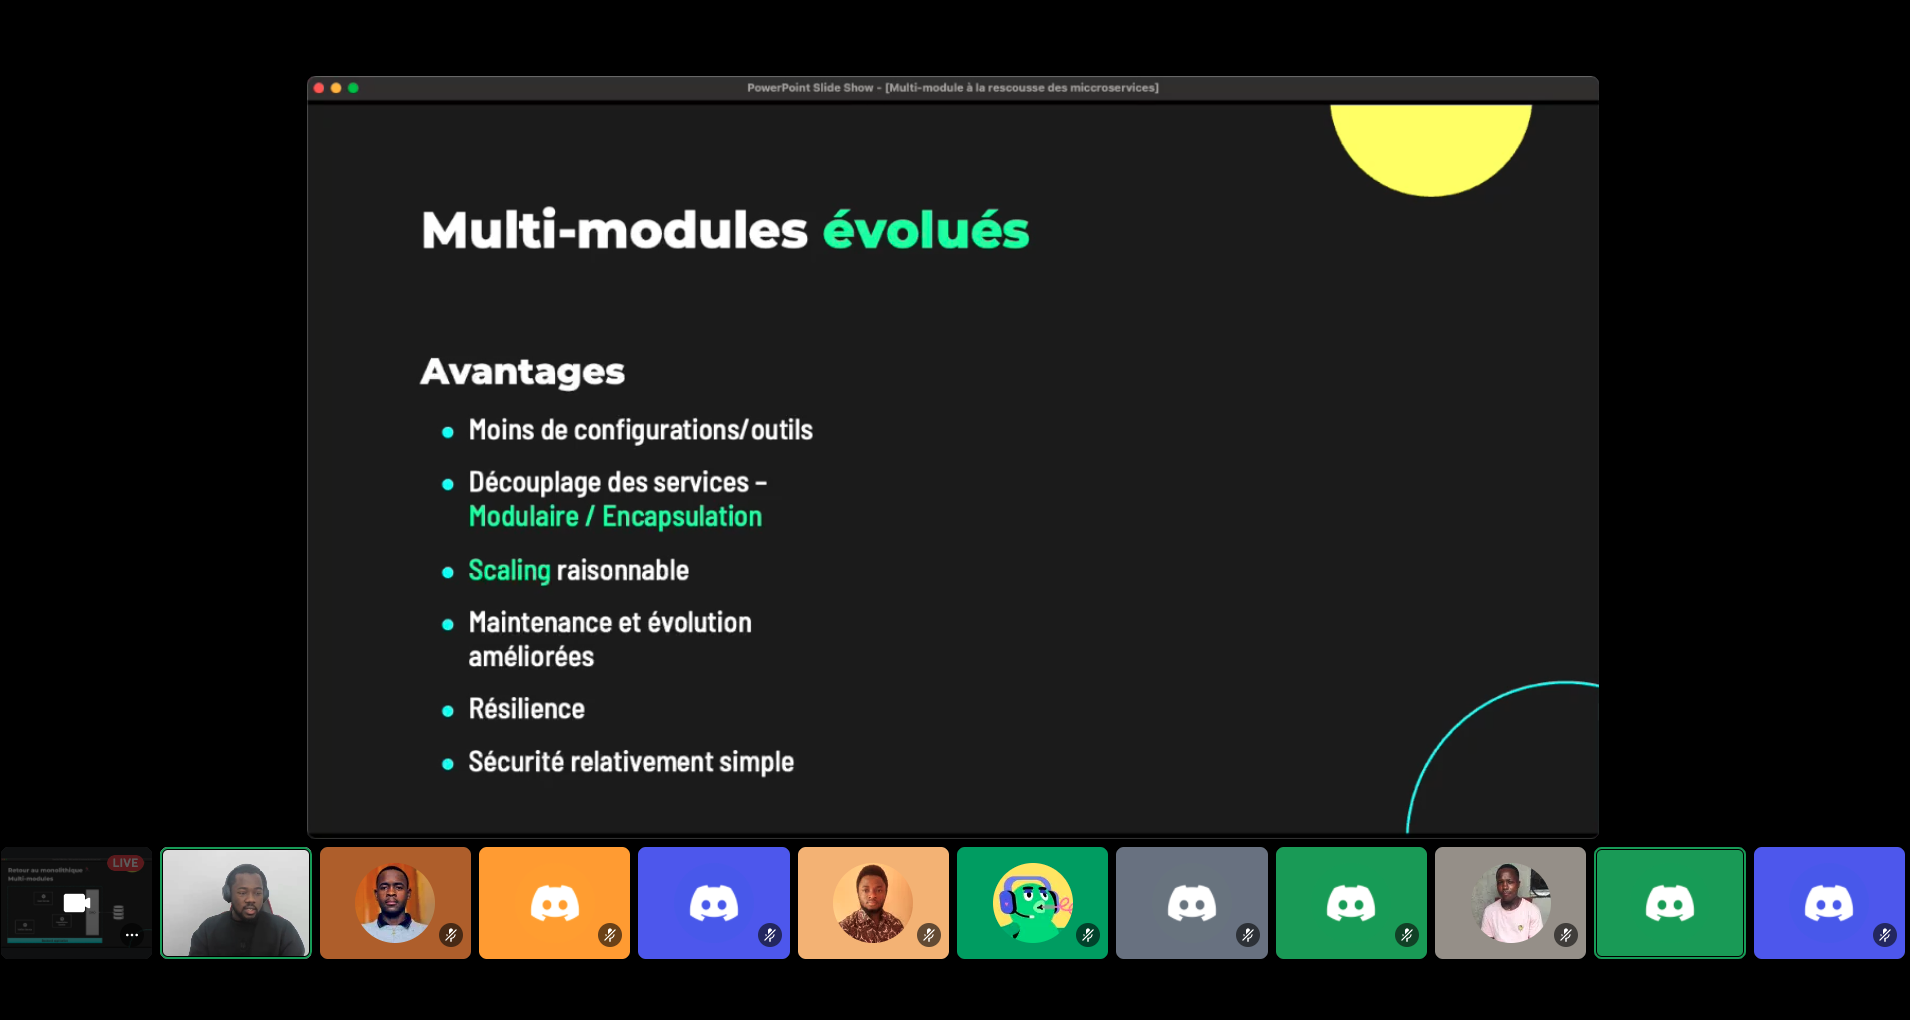 PowerPoint Slide Show - [Multi-module à la rescousse des miccroservices]
Multi-modules évolués
Avantages
Moins de configurations/outils
Découplage des services –
Modulaire / Encapsulation
Scaling raisonnable
Maintenance et évolution
améliorées
Résilience
Sécurité relativement simple
LIVE
Retour au monolithique
Multi-modules